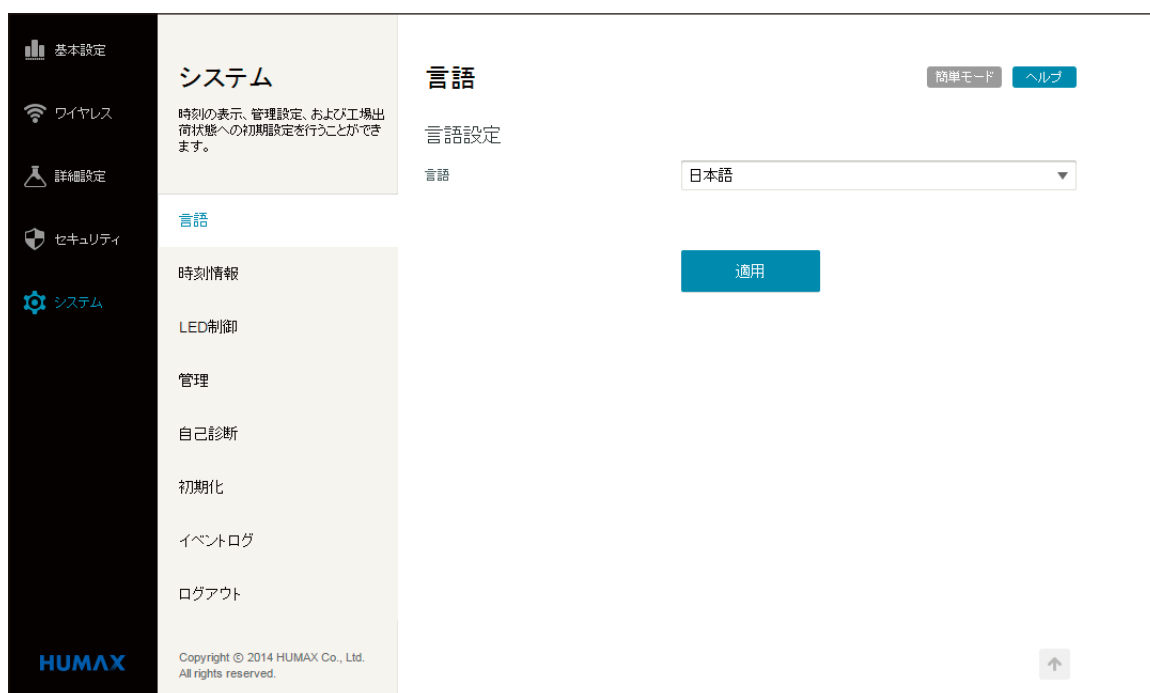 基本設定
ワイヤレス
詳細設定
セキュリティ
システム
HUMAX
システム
時刻の表示、管理設定、および工場出
荷状態への初期設定を行うことができ
ます。
言語
時刻情報
LED制御
管理
自己診断
初期化
イベントログ
ログアウト
Copyright © 2014 HUMAX Co., Ltd.
All rights reserved.
言語
簡単モード ヘルプ
言語設定
言語 日本語
適用